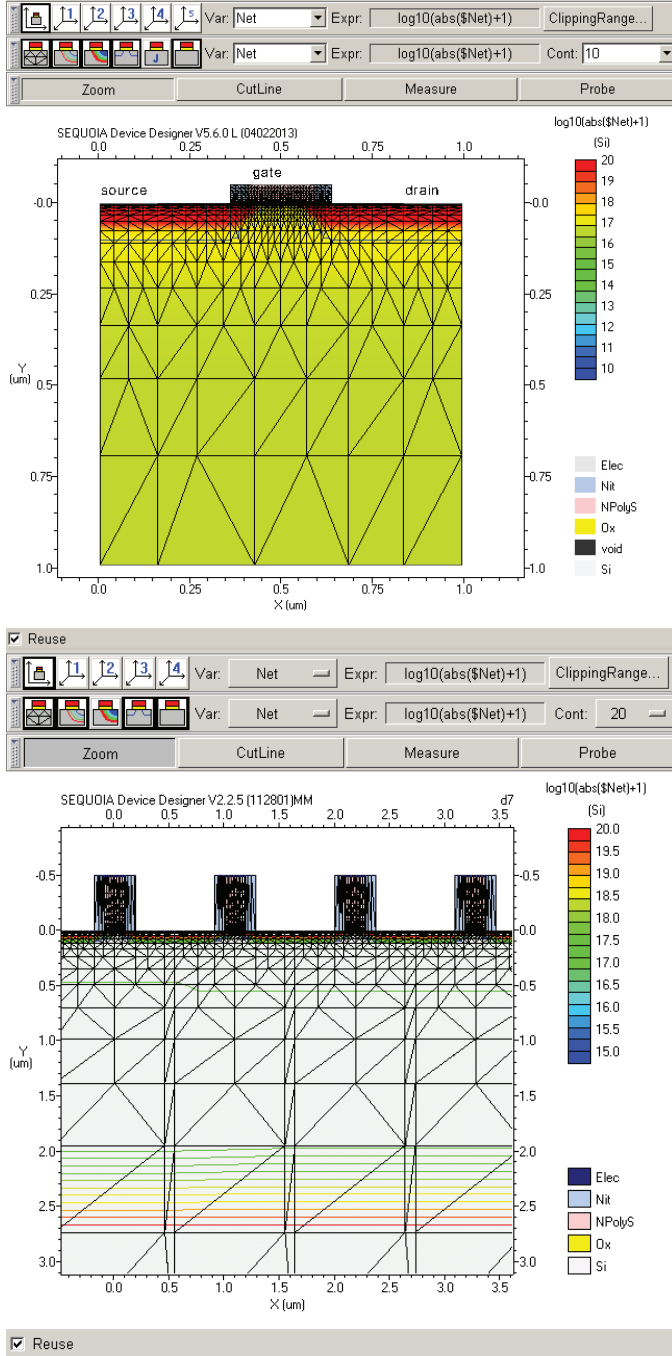 1 2 3 4 5 Var: Net Expr: log10(abs($Net)+1) ClippingRange...
J Var: Net Expr: log10(abs($Net)+1) Cont: 10
Zoom CutLine Measure Probe
log10(abs($Net)+1)
SEQUOIA Device Designer V5.6.0 L (04022013)
(Si)
0.0 0.25 0.5 0.75 1.0
20
19
18
17
16
15
14
13
12
11
10
gate
source drain
-0.0 -0.0
0.25 0.25
Y
(um)
0.5 0.5
0.75 0.75
1.0 1.0
0.0 0.25 0.5 0.75 1.0
X (um)
Elec
Nit
NPolyS
Ox
void
Si
Reuse
1 2 3 4 Var: Net Expr: log10(abs($Net)+1) ClippingRange...
Var: Net Expr: log10(abs($Net)+1) Cont: 20
Zoom CutLine Measure Probe
log10(abs($Net)+1)
SEQUOIA Device Designer V2.2.5 (112801)MM d7
(Si)
0.0 0.5 1.0 1.5 2.0 2.5 3.0 3.5
20.0
19.5
19.0
18.5
18.0
17.5
17.0
16.5
16.0
15.5
15.0
-0.5 -0.5
0.0 0.0
0.5 0.5
1.0 1.0
Y
(um)
1.5 1.5
2.0 2.0
2.5 2.5
3.0 3.0
0.0 0.5 1.0 1.5 2.0 2.5 3.0 3.5
X (um)
Elec
Nit
NPolyS
Ox
Si
Reuse